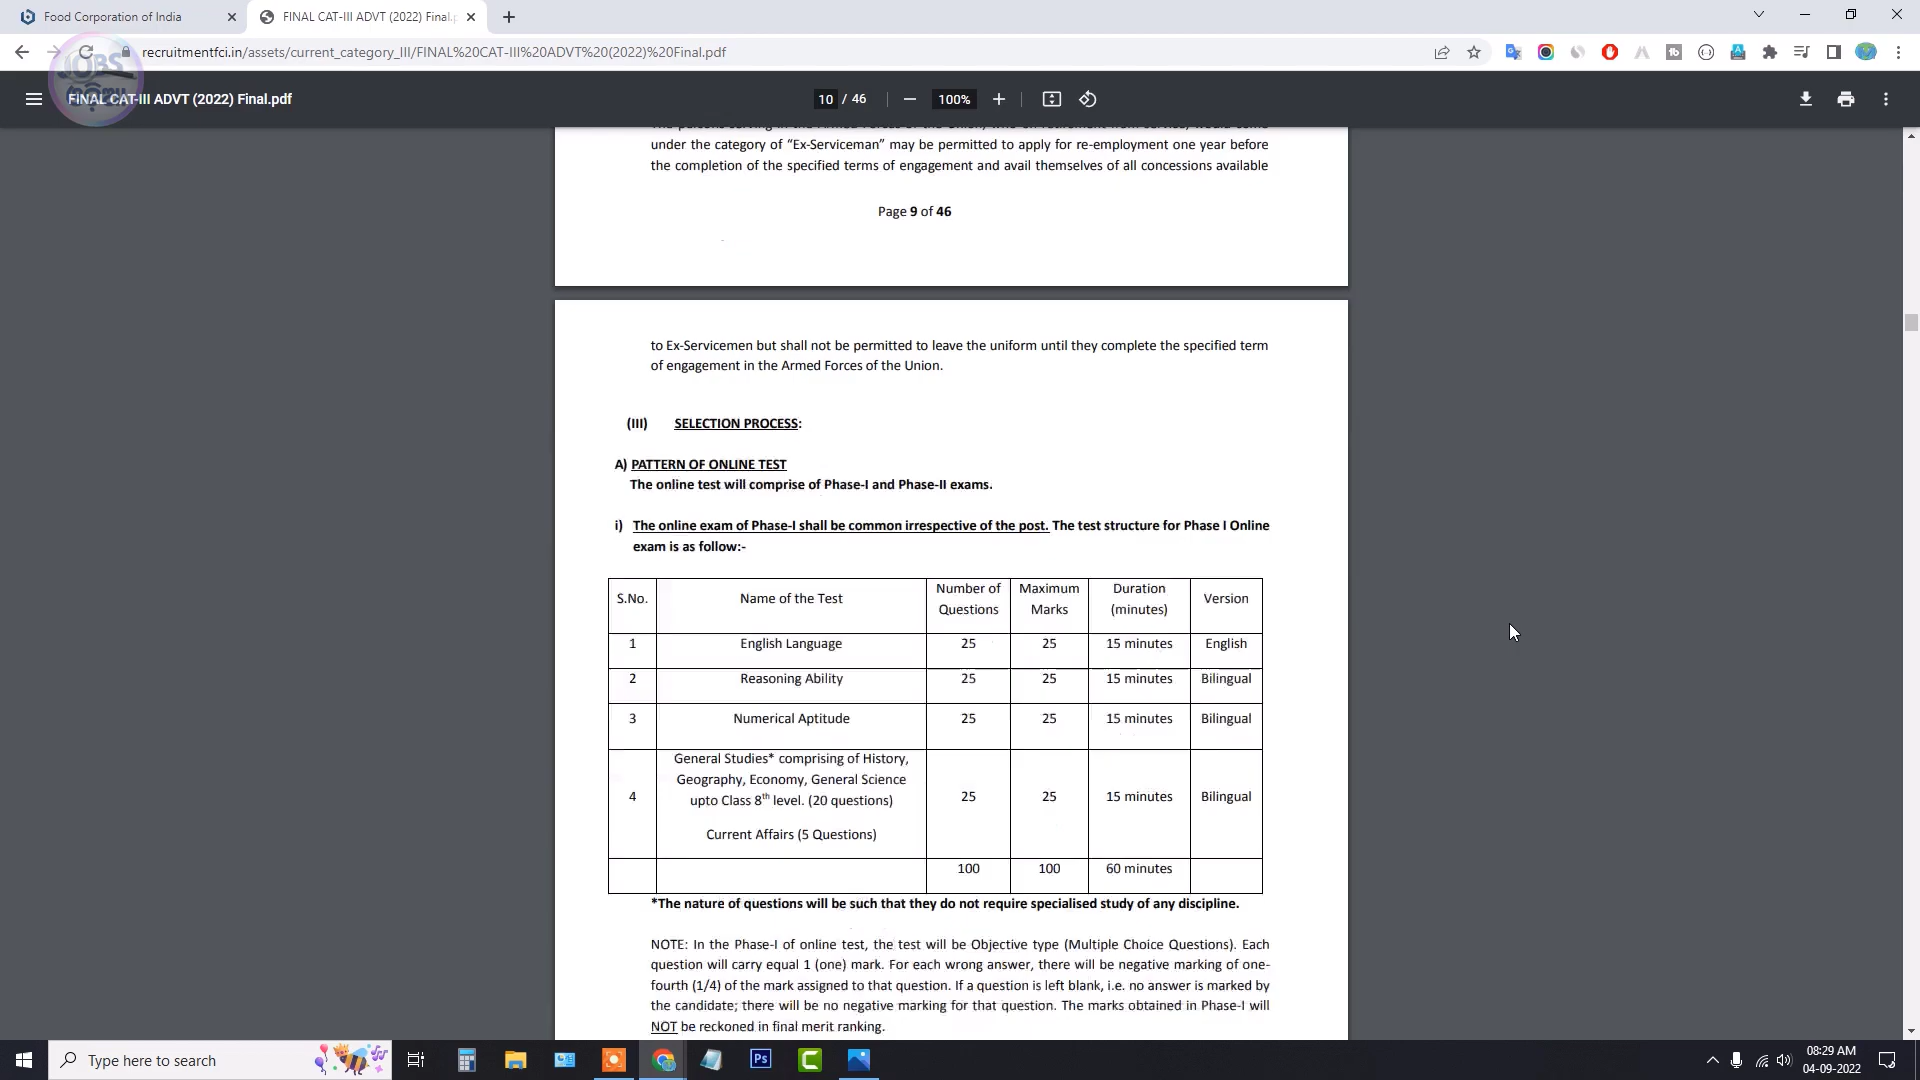 Food Corporation of India
FINAL CAT-III ADVT (2022) Final.p
recruitmentfci.in/assets/current_category_III/FINAL%20CAT-III%20ADVT%20(2022)%20Final.pdf
JOBS
FINAL CAT-III ADVT (2022) Final.pdf
10 / 46
100%
under the category of “Ex-Serviceman” may be permitted to apply for re-employment one year before
the completion of the specified terms of engagement and avail themselves of all concessions available
Page 9 of 46
to Ex-Servicemen but shall not be permitted to leave the uniform until they complete the specified term
of engagement in the Armed Forces of the Union.
(III) SELECTION PROCESS:
A) PATTERN OF ONLINE TEST
The online test will comprise of Phase-I and Phase-II exams.
i) The online exam of Phase-I shall be common irrespective of the post. The test structure for Phase I Online
exam is as follow:-
S.No. Name of the Test Number of Questions Maximum Marks Duration (minutes) Version
1 English Language 25 25 15 minutes English
2 Reasoning Ability 25 25 15 minutes Bilingual
3 Numerical Aptitude 25 25 15 minutes Bilingual
General Studies* comprising of History,
Geography, Economy, General Science
4 upto Class 8th level. (20 questions) 25 25 15 minutes Bilingual
Current Affairs (5 Questions)
100 100 60 minutes
*The nature of questions will be such that they do not require specialised study of any discipline.
NOTE: In the Phase-I of online test, the test will be Objective type (Multiple Choice Questions). Each
question will carry equal 1 (one) mark. For each wrong answer, there will be negative marking of one-
fourth (1/4) of the mark assigned to that question. If a question is left blank, i.e. no answer is marked by
the candidate; there will be no negative marking for that question. The marks obtained in Phase-I will
NOT be reckoned in final merit ranking.
Type here to search
Ps
08:29 AM
04-09-2022